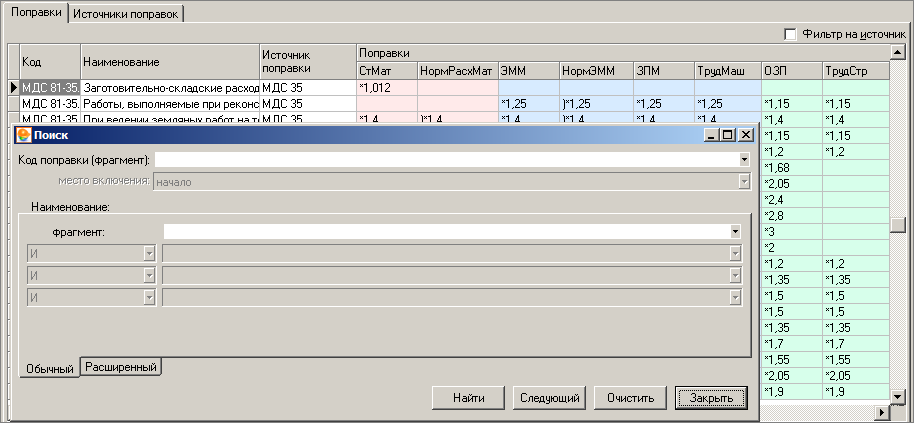 Поправки Источники поправок
Фильтр на источник
Код Наименование Источник поправки Поправки
СтМат НормРасхМат ЭММ НормЭММ ЗПМ ТрудМаш ОЗП ТрудСтр
МДС 81-35. Заготовительно-складские расход МДС 35 *1,012
МДС 81-35. Работы, выполняемые при реконс МДС 35 *1,25 )*1,25 *1,25 *1,25 *1,15 *1,15
МДС 81-35. При ведении земляных работ на те МДС 35 *1,4 )*1,4 *1,4 )*1,4 *1,4 *1,4 *1,4 *1,4
*1,15 *1,15
*1,2 *1,2
*1,68
*2,05
*2,4
*2,8
*3
*2
*1,2 *1,2
*1,35 *1,35
*1,5 *1,5
*1,5 *1,5
*1,35 *1,35
*1,7 *1,7
*1,55 *1,55
*2,05 *2,05
*1,9 *1,9
Поиск
Код поправки (фрагмент):
место включения: начало
Наименование:
фрагмент:
И
И
И
Обычный Расширенный
Найти Следующий Очистить Закрыть